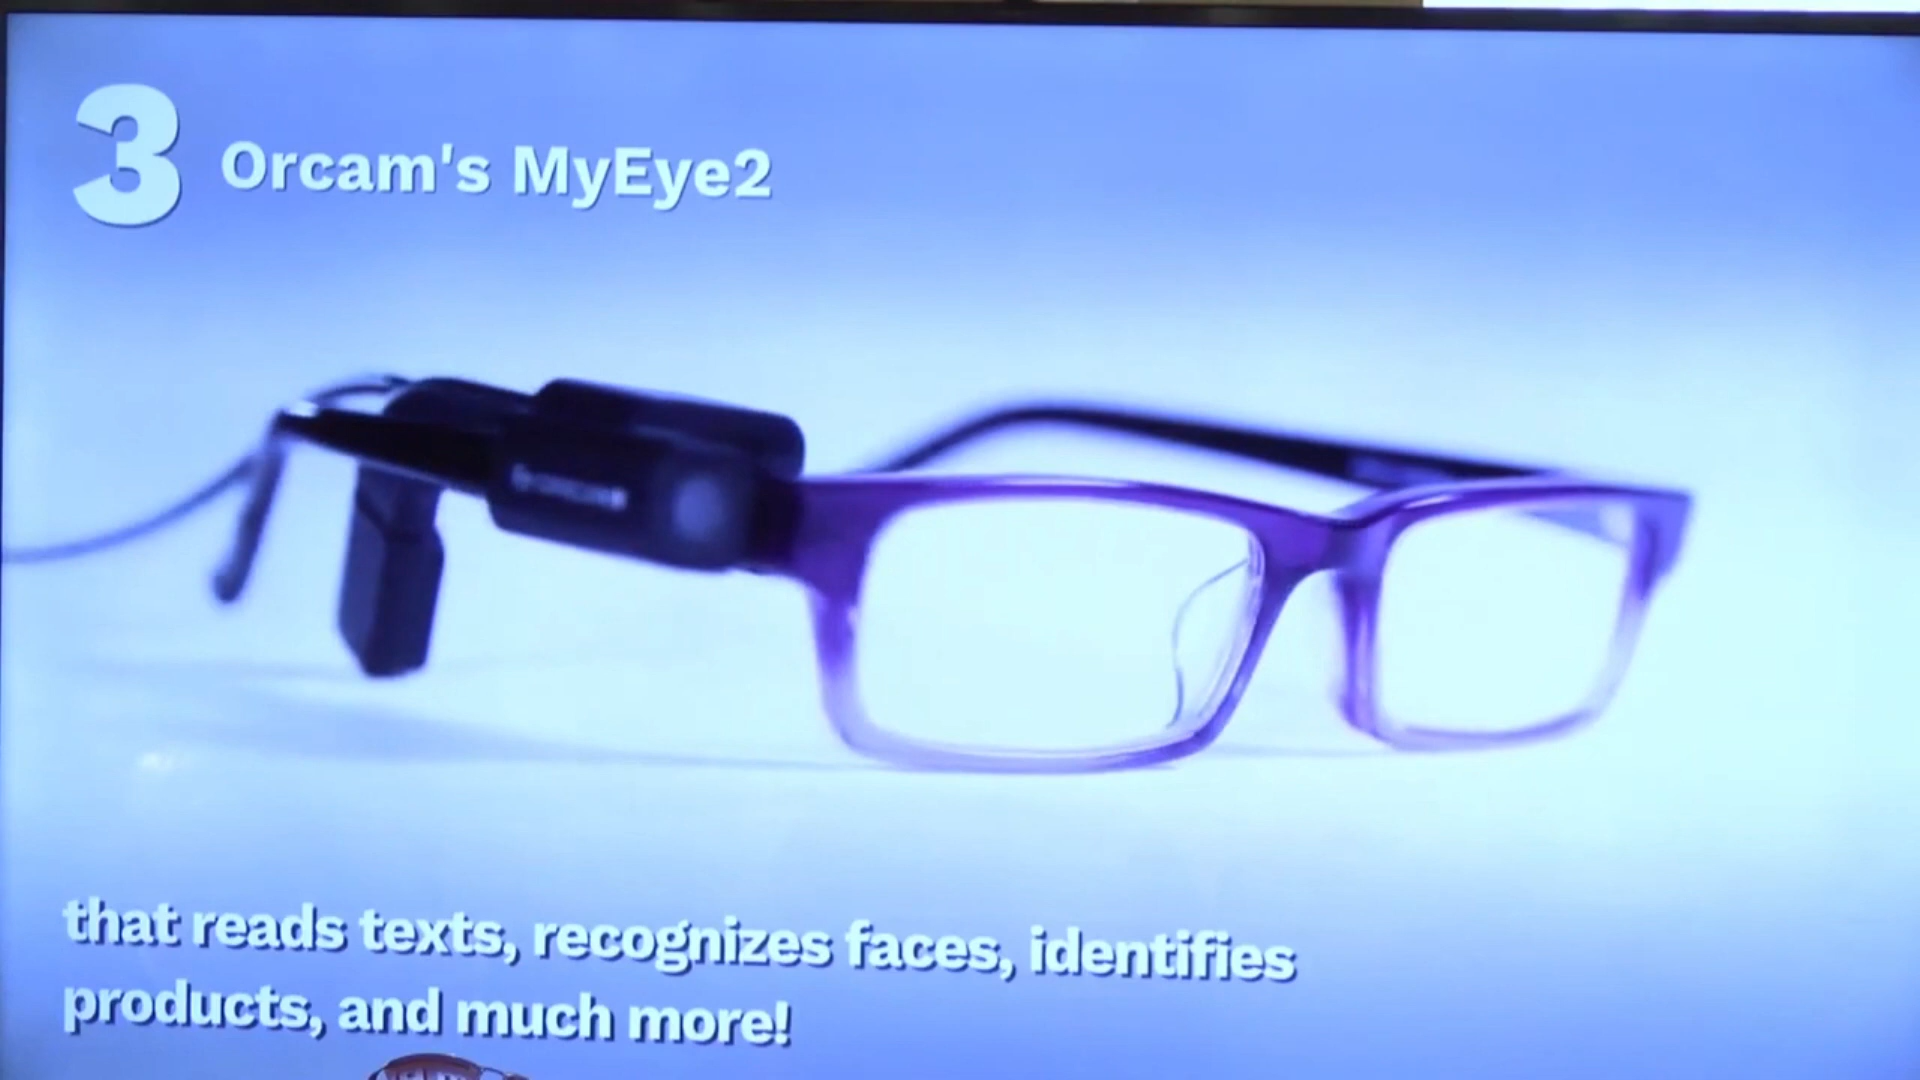 3
Orcam's MyEye2
that reads texts, recognizes faces, identifies
products, and much more!